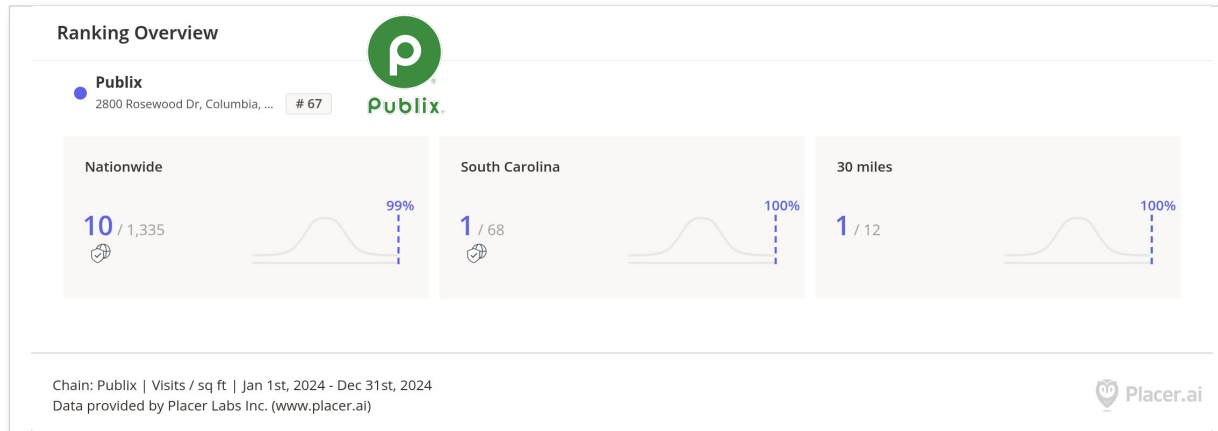 Ranking Overview
Publix
2800 Rosewood Dr, Columbia, ...
# 67
Publix
Nationwide
99%
10 / 1,335
South Carolina
100%
1 / 68
30 miles
100%
1 / 12
Chain: Publix | Visits / sq ft | Jan 1st, 2024 - Dec 31st, 2024
Data provided by Placer Labs Inc. (www.placer.ai)
Placer.ai